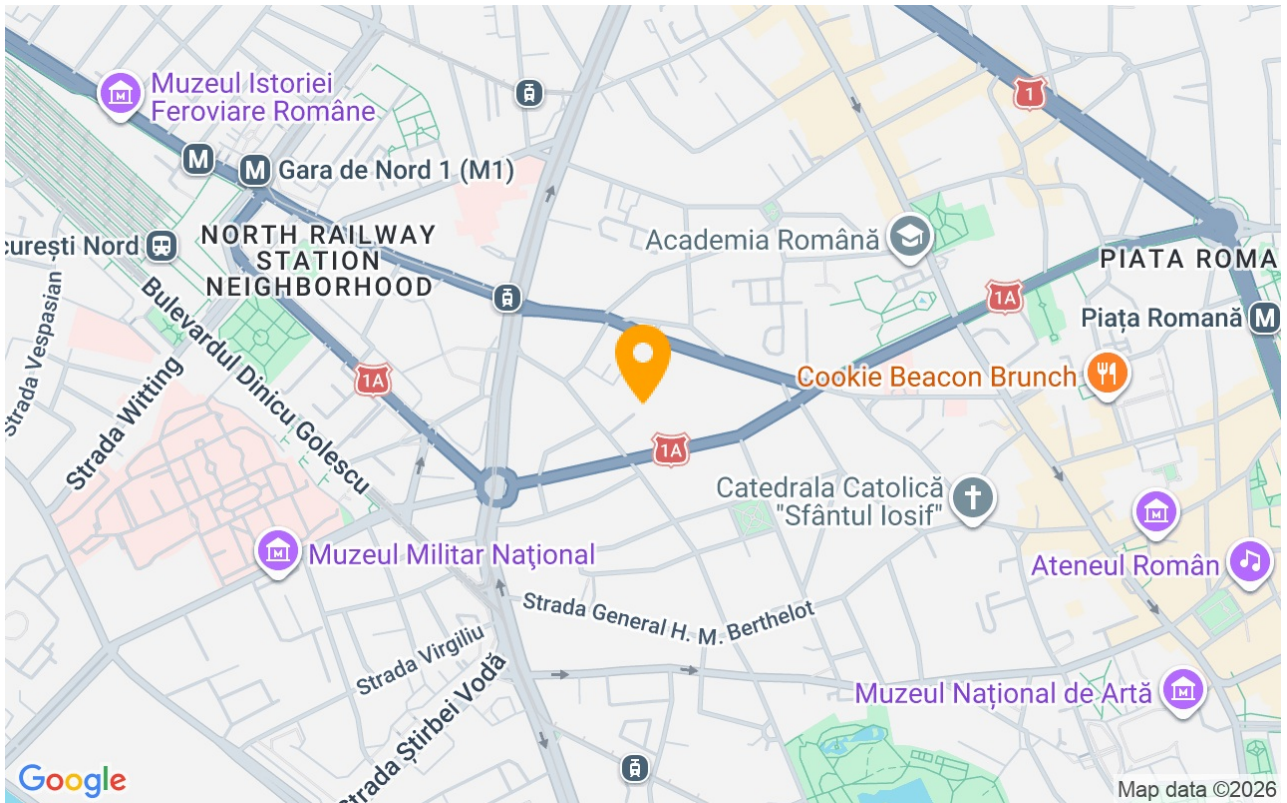 Muzeul Istoriei
Feroviare Române
1
M
M
Gara de Nord 1 (M1)
curești Nord
NORTH RAILWAY
STATION
NEIGHBORHOOD
Academia Română
PIATA ROMA
1A
Piața Romană
M
Strada Vespasian
Bulevardul Dinicu Golescu
Strada Witting
1A
Cookie Beacon Brunch
1A
Catedrala Catolică
"Sfântul Iosif"
Muzeul Militar Naţional
Ateneul Român
Strada General H. M. Berthelot
Strada Virgiliu
Strada Știrbei Vodă
Muzeul Național de Artă
Google
Map data ©2026